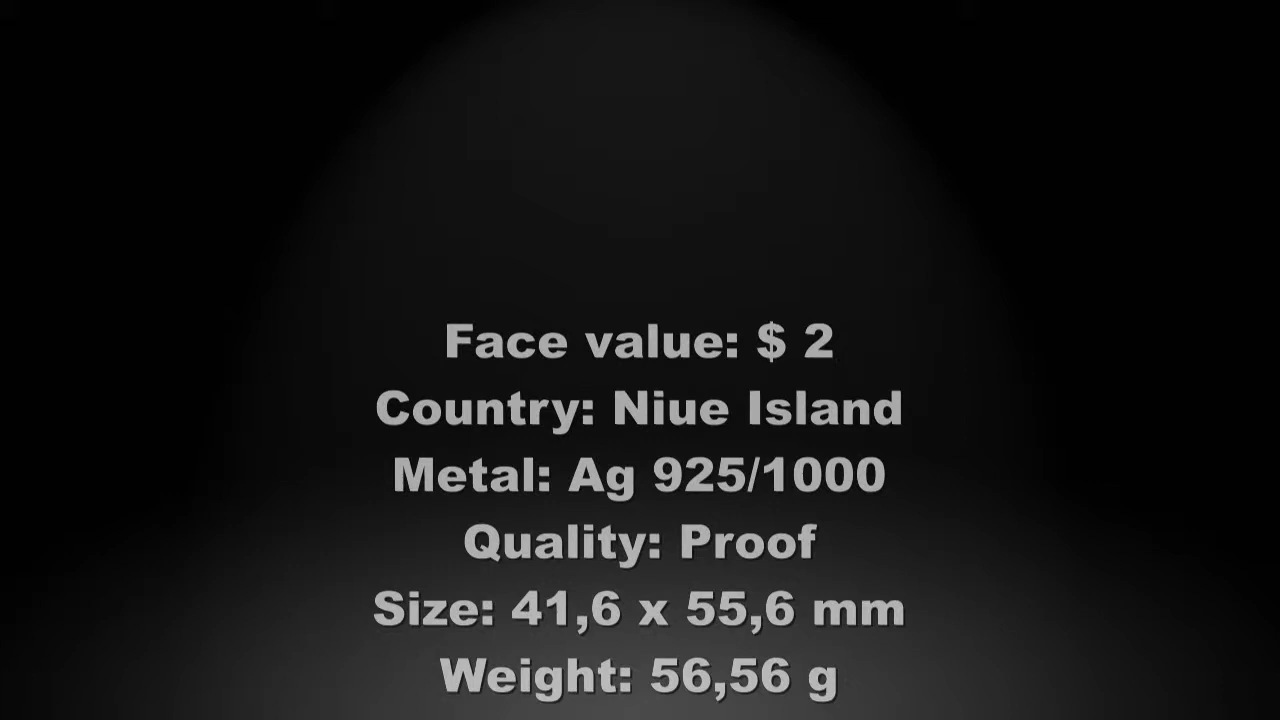 Face value: $ 2
Country: Niue Island
Metal: Ag 925/1000
Quality: Proof
Size: 41,6 x 55,6 mm
Weight: 56,56 g